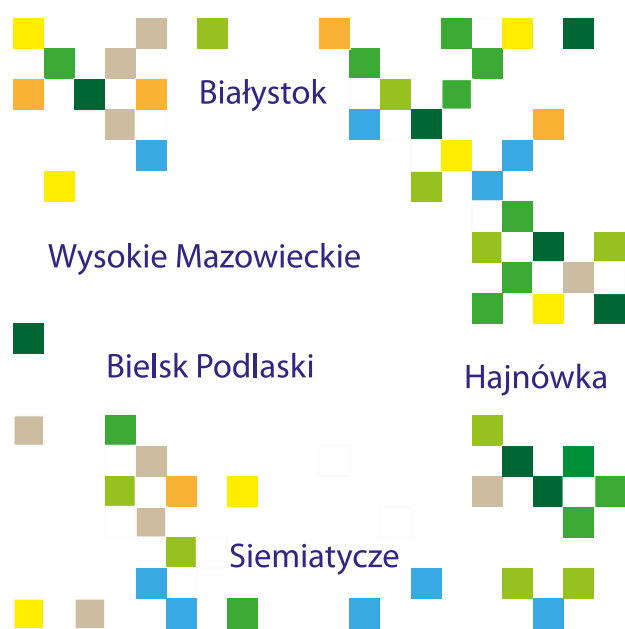 Białystok
Wysokie Mazowieckie
Bielsk Podlaski
Hajnówka
Siemiatycze